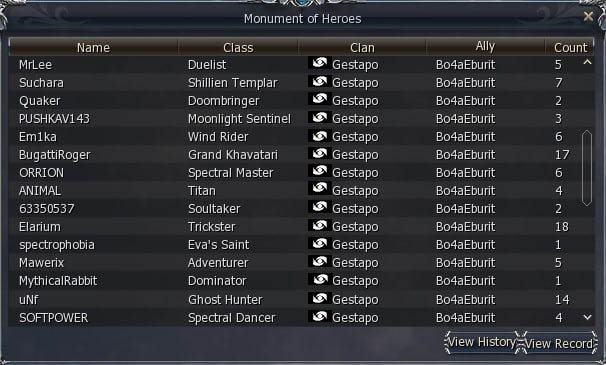 Monument of Heroes
Name Class Clan Ally Count
MrLee Duelist Gestapo Bo4aEburit 5
Suchara Shillien Templar Gestapo Bo4aEburit 7
Quaker Doombringer Gestapo Bo4aEburit 2
PUSHKAV143 Moonlight Sentinel Gestapo Bo4aEburit 3
Em1ka Wind Rider Gestapo Bo4aEburit 6
BugattiRoger Grand Khavatari Gestapo Bo4aEburit 17
ORRION Spectral Master Gestapo Bo4aEburit 6
ANIMAL Titan Gestapo Bo4aEburit 4
63350537 Soultaker Gestapo Bo4aEburit 2
Elarium Trickster Gestapo Bo4aEburit 18
spectrophobia Eva's Saint Gestapo Bo4aEburit 1
Mawerix Adventurer Gestapo Bo4aEburit 5
MythicalRabbit Dominator Gestapo Bo4aEburit 1
uNf Ghost Hunter Gestapo Bo4aEburit 14
SOFTPOWER Spectral Dancer Gestapo Bo4aEburit 4
View History View Record